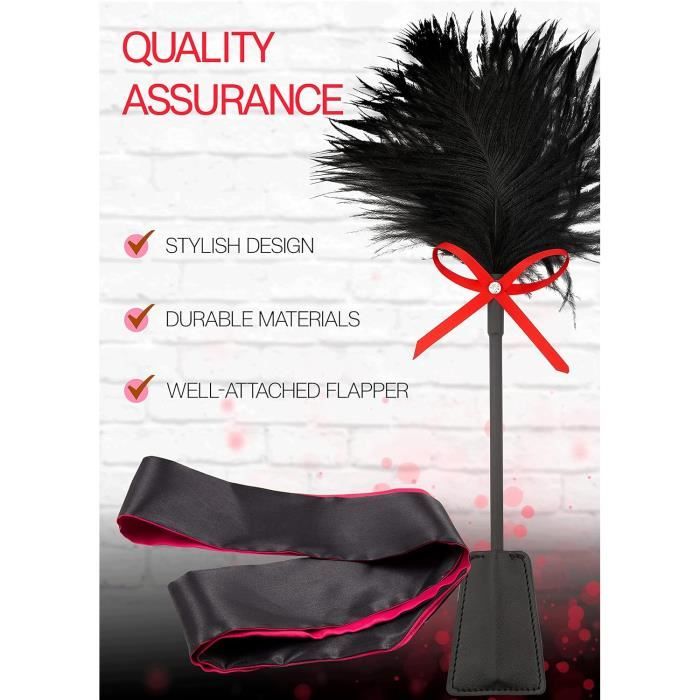 QUALITY
ASSURANCE
STYLISH DESIGN
DURABLE MATERIALS
WELL-ATTACHED FLAPPER